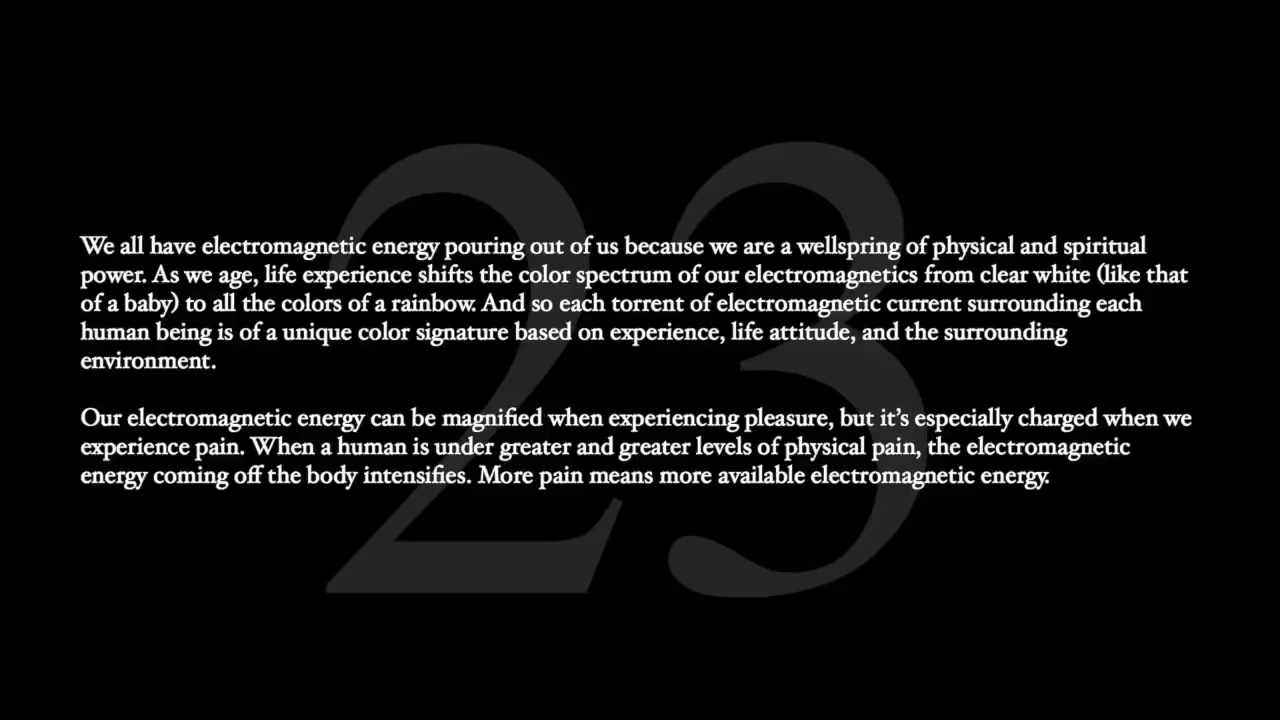 23
We all have electromagnetic energy pouring out of us because we are a wellspring of physical and spiritual
power. As we age, life experience shifts the color spectrum of our electromagnetics from clear white (like that
of a baby) to all the colors of a rainbow. And so each torrent of electromagnetic current surrounding each
human being is of a unique color signature based on experience, life attitude, and the surrounding
environment.
Our electromagnetic energy can be magnified when experiencing pleasure, but it’s especially charged when we
experience pain. When a human is under greater and greater levels of physical pain, the electromagnetic
energy coming off the body intensifies. More pain means more available electromagnetic energy.